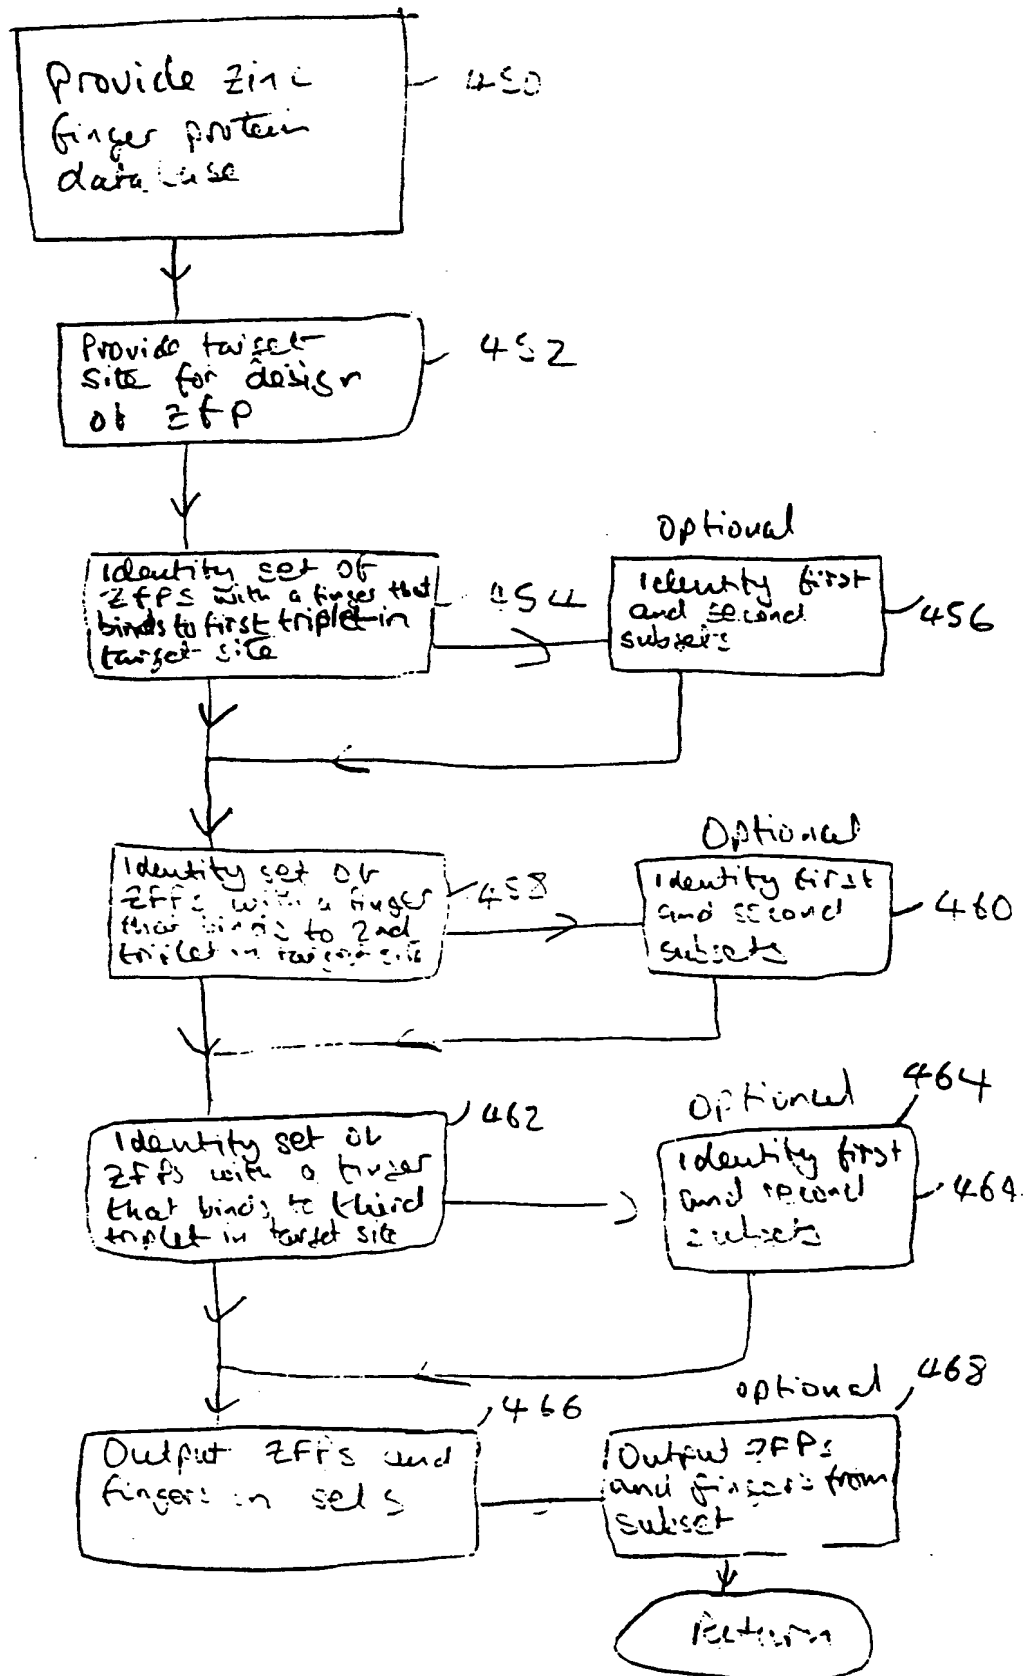 Provide zinc
finger protein
database
450
Provide target
site for design
of ZFP
452
Identify set of
ZFPs with a finger that
binds to first triplet in
target site
454
Optional
Identify first
and second
subsets
456
Identify set of
ZFPs with a finger
that binds to 2nd
triplet in target site
458
Optional
Identify first
and second
subsets
460
Identify set of
ZFPs with a finger
that binds to third
triplet in target site
462
Optional
464
Identify first
and second
subsets
464
Output ZFPs and
fingers in sets
466
optional
468
Output ZFPs
and fingers from
subset
Return